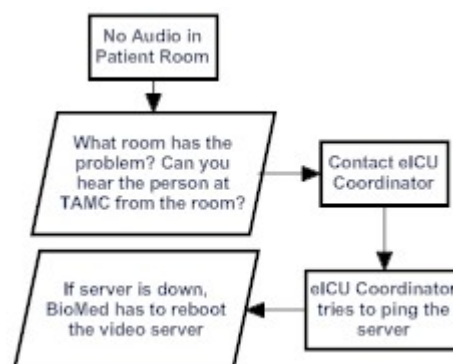 No Audio in
Patient Room
What room has the
problem? Can you
hear the person at
TAMC from the room?
Contact eICU
Coordinator
eICU Coordinator
tries to ping the
server
If server is down,
BioMed has to reboot
the video server